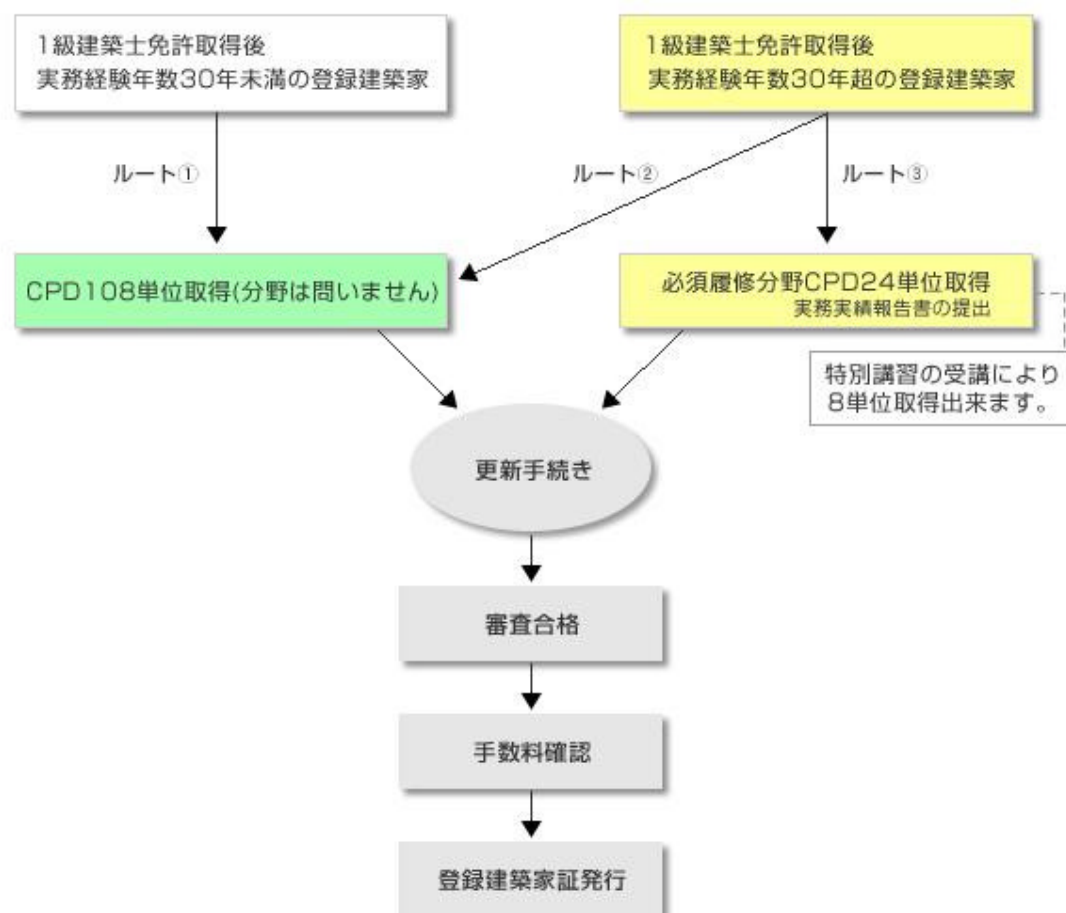 1級建築士免許取得後
実務経験年数30年未満の登録建築家
1級建築士免許取得後
実務経験年数30年超の登録建築家
ルート①
ルート②
ルート③
CPD108単位取得(分野は問いません)
必須履修分野CPD24単位取得
実務実績報告書の提出
特別講習の受講により
8単位取得出来ます。
更新手続き
審査合格
手数料確認
登録建築家証発行